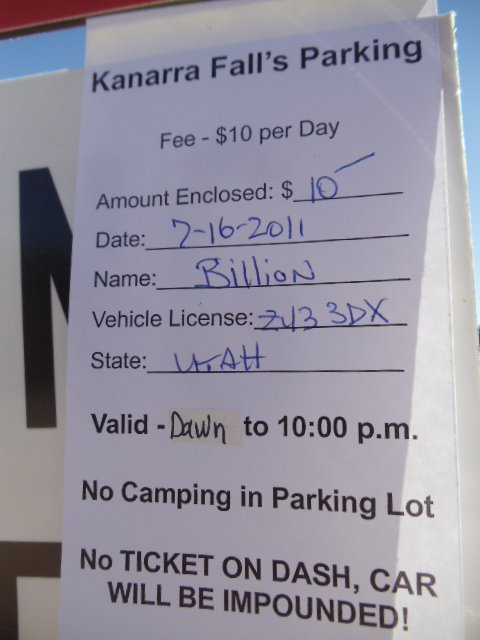 Kanarra Fall's Parking
Fee - $10 per Day
Amount Enclosed: $ 10
Date: 7-16-2011
Name: Billion
Vehicle License: Z43 3DX
State: UTAH
Valid - Dawn to 10:00 p.m.
No Camping in Parking Lot
No TICKET ON DASH, CAR
WILL BE IMPOUNDED!